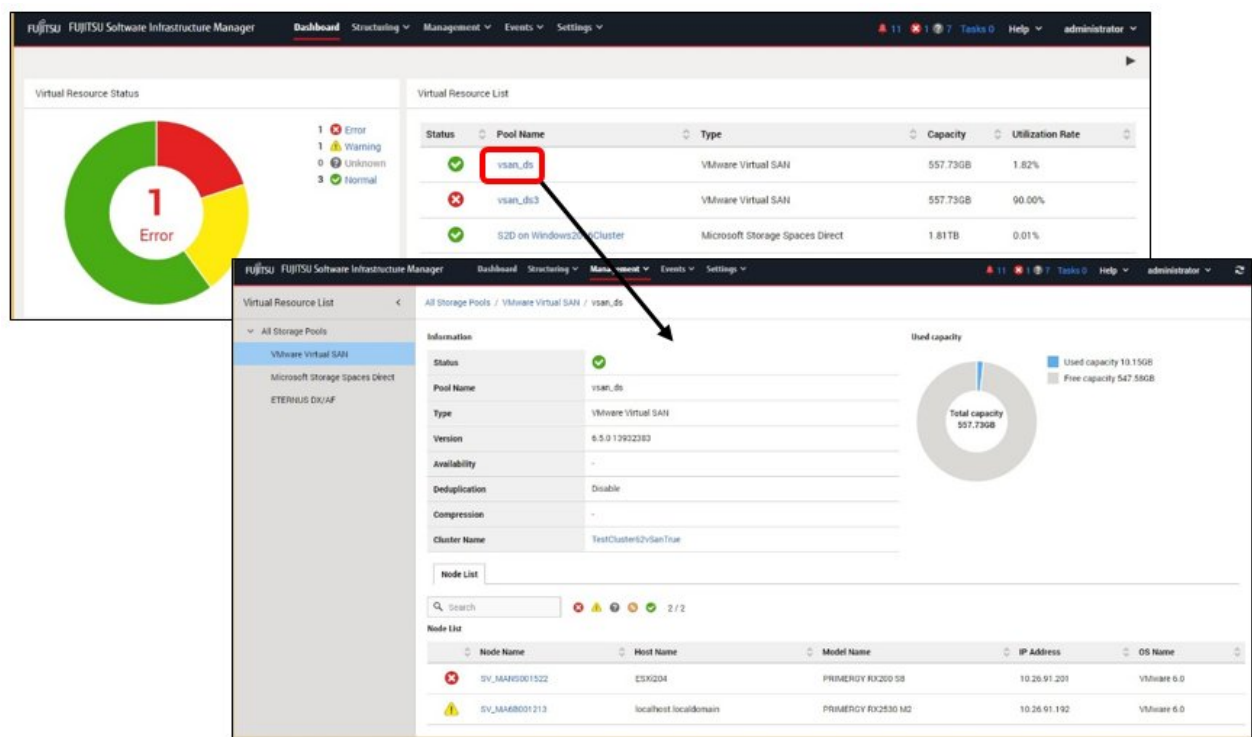 FUJITSU FUJITSU Software Infrastructure Manager Dashboard Structuring Management Events Settings 11 1 7 Tasks 0 Help administrator
Virtual Resource Status
1 Error
1 Warning
0 Unknown
3 Normal
1
Error
Virtual Resource List
Status Pool Name Type Capacity Utilization Rate
vsan_ds VMware Virtual SAN 557.73GB 1.82%
vsan_ds3 VMware Virtual SAN 557.73GB 90.00%
S2D on Windows2016Cluster Microsoft Storage Spaces Direct 1.81TB 0.01%
FUJITSU FUJITSU Software Infrastructure Manager Dashboard Structuring Management Events Settings 11 1 7 Tasks 0 Help administrator
Virtual Resource List
All Storage Pools
VMware Virtual SAN
Microsoft Storage Spaces Direct
ETERNUS DX/AF
All Storage Pools / VMware Virtual SAN / vsan_ds
Information
Status
Pool Name vsan_ds
Type VMware Virtual SAN
Version 6.5.0 13932383
Availability -
Deduplication Disable
Compression -
Cluster Name TestCluster62vSanTrue
Used capacity
Used capacity 10.15GB
Free capacity 547.58GB
Total capacity
557.73GB
Node List
Search 2/2
Node List
Node Name Host Name Model Name IP Address OS Name
SV_MANS001522 ESXi204 PRIMERGY RX200 S8 10.26.91.201 VMware 6.0
SV_MA6B001213 localhost.localdomain PRIMERGY RX2530 M2 10.26.91.192 VMware 6.0